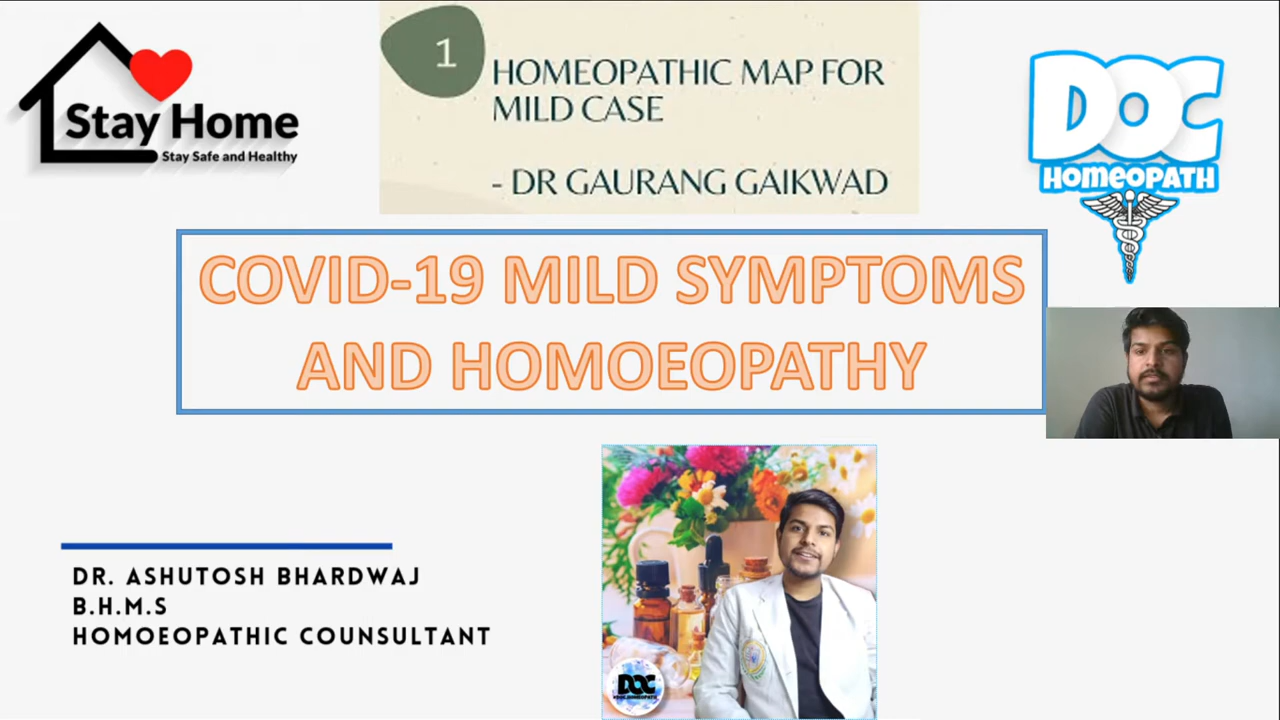 Stay Home
Stay Safe and Healthy
1
HOMEOPATHIC MAP FOR
MILD CASE
- DR GAURANG GAIKWAD
DOC
HOMEOPATH
COVID-19 MILD SYMPTOMS
AND HOMOEOPATHY
DR. ASHUTOSH BHARDWAJ
B.H.M.S
HOMOEOPATHIC COUNSULTANT
DOC